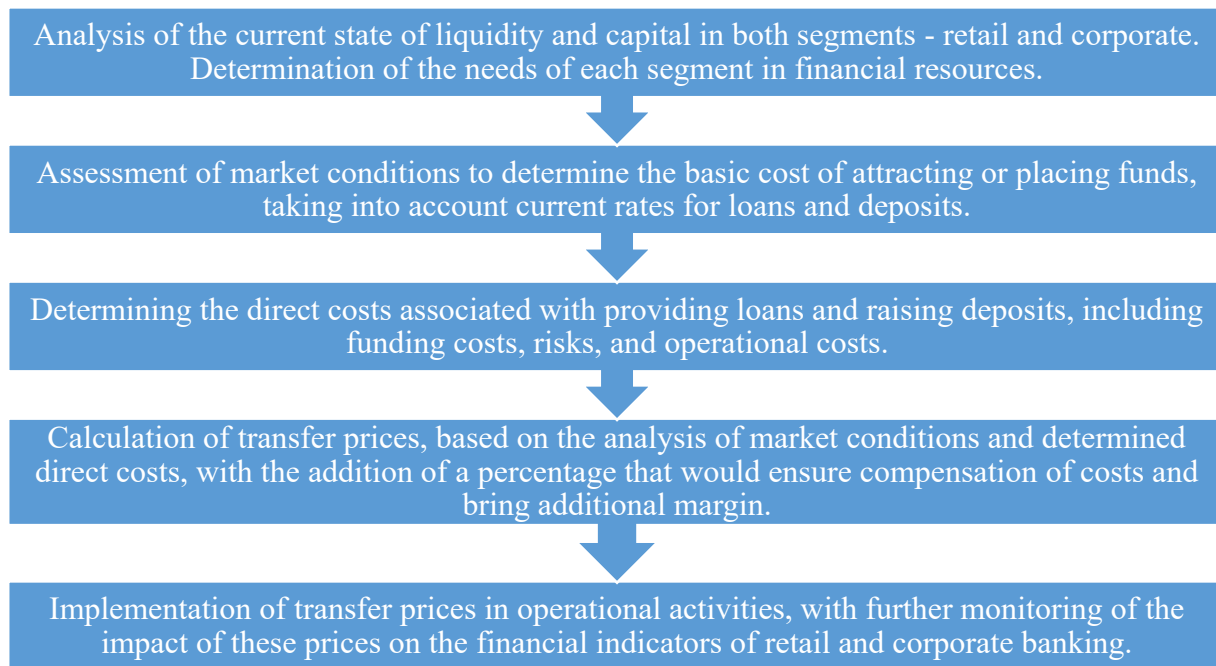 Analysis of the current state of liquidity and capital in both segments - retail and corporate.
Determination of the needs of each segment in financial resources.
Assessment of market conditions to determine the basic cost of attracting or placing funds,
taking into account current rates for loans and deposits.
Determining the direct costs associated with providing loans and raising deposits, including
funding costs, risks, and operational costs.
Calculation of transfer prices, based on the analysis of market conditions and determined
direct costs, with the addition of a percentage that would ensure compensation of costs and
bring additional margin.
Implementation of transfer prices in operational activities, with further monitoring of the
impact of these prices on the financial indicators of retail and corporate banking.